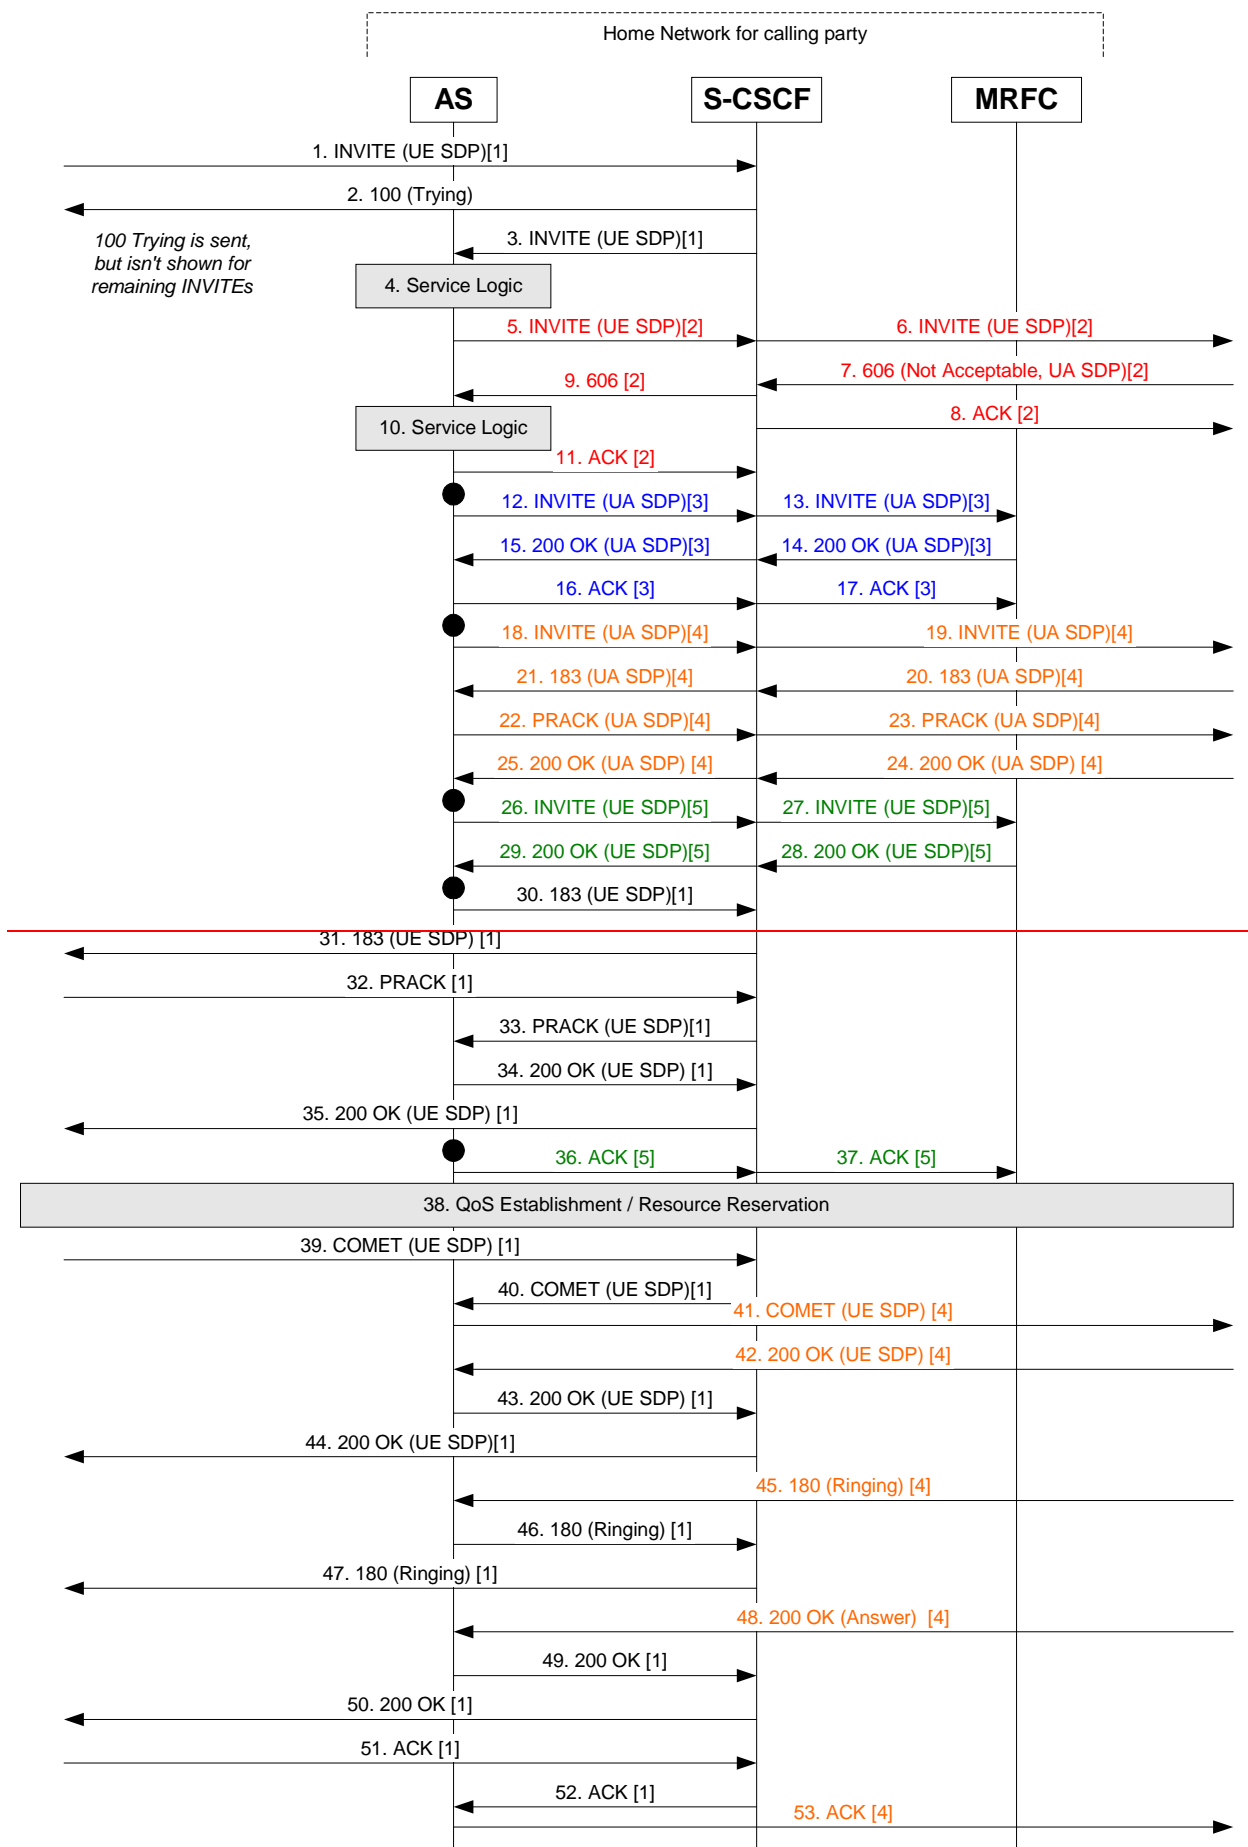 Home Network for calling party
AS
S-CSCF
MRFC
1. INVITE (UE SDP)[1]
2. 100 (Trying)
100 Trying is sent,
but isn't shown for
remaining INVITEs
3. INVITE (UE SDP)[1]
4. Service Logic
5. INVITE (UE SDP)[2]
6. INVITE (UE SDP)[2]
7. 606 (Not Acceptable, UA SDP)[2]
9. 606 [2]
8. ACK [2]
10. Service Logic
11. ACK [2]
12. INVITE (UA SDP)[3]
13. INVITE (UA SDP)[3]
15. 200 OK (UA SDP)[3]
14. 200 OK (UA SDP)[3]
16. ACK [3]
17. ACK [3]
18. INVITE (UA SDP)[4]
19. INVITE (UA SDP)[4]
21. 183 (UA SDP)[4]
20. 183 (UA SDP)[4]
22. PRACK (UA SDP)[4]
23. PRACK (UA SDP)[4]
25. 200 OK (UA SDP) [4]
24. 200 OK (UA SDP) [4]
26. INVITE (UE SDP)[5]
27. INVITE (UE SDP)[5]
29. 200 OK (UE SDP)[5]
28. 200 OK (UE SDP)[5]
30. 183 (UE SDP)[1]
31. 183 (UE SDP) [1]
32. PRACK [1]
33. PRACK (UE SDP)[1]
34. 200 OK (UE SDP) [1]
35. 200 OK (UE SDP) [1]
36. ACK [5]
37. ACK [5]
38. QoS Establishment / Resource Reservation
39. COMET (UE SDP) [1]
40. COMET (UE SDP)[1]
41. COMET (UE SDP) [4]
42. 200 OK (UE SDP) [4]
43. 200 OK (UE SDP) [1]
44. 200 OK (UE SDP)[1]
45. 180 (Ringing) [4]
46. 180 (Ringing) [1]
47. 180 (Ringing) [1]
48. 200 OK (Answer) [4]
49. 200 OK [1]
50. 200 OK [1]
51. ACK [1]
52. ACK [1]
53. ACK [4]